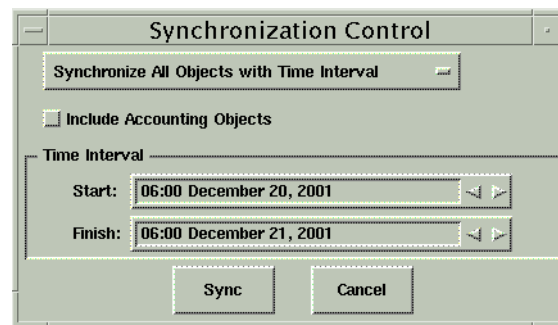 Synchronization Control
Synchronize All Objects with Time Interval
Include Accounting Objects
Time Interval
Start: 06:00 December 20, 2001
Finish: 06:00 December 21, 2001
Sync Cancel